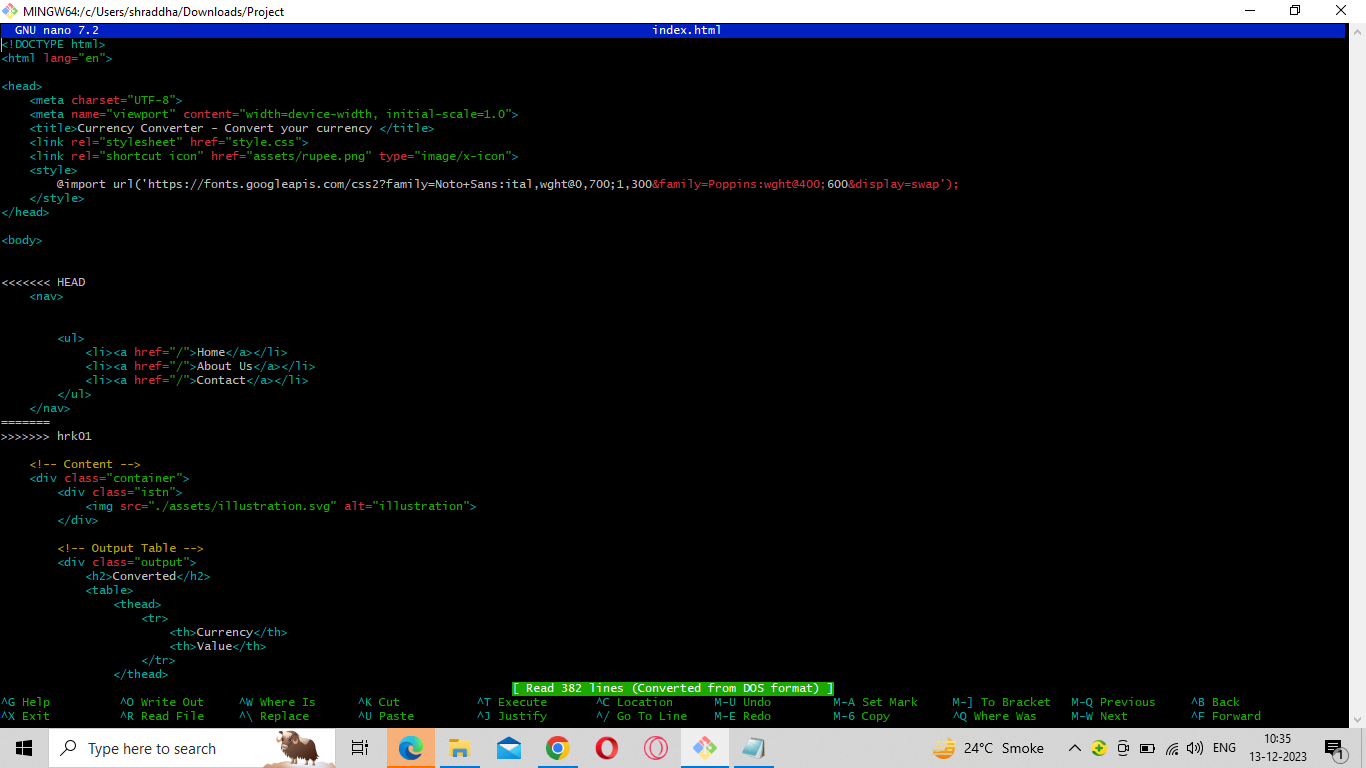 MINGW64:/c/Users/shraddha/Downloads/Project
GNU nano 7.2 index.html
<!DOCTYPE html>
<html lang="en">
<head>
<meta charset="UTF-8">
<meta name="viewport" content="width=device-width, initial-scale=1.0">
<title>Currency Converter - Convert your currency </title>
<link rel="stylesheet" href="style.css">
<link rel="shortcut icon" href="assets/rupee.png" type="image/x-icon">
<style>
@import url('https://fonts.googleapis.com/css2?family=Noto+Sans:ital,wght@0,700;1,300&family=Poppins:wght@400;600&display=swap');
</style>
</head>
<body>
<<<<<<< HEAD
<nav>
<ul>
<li><a href="/">Home</a></li>
<li><a href="/">About Us</a></li>
<li><a href="/">Contact</a></li>
</ul>
</nav>
=======
>>>>>>> hrk01
<!-- Content -->
<div class="container">
<div class="istn">
<img src="./assets/illustration.svg" alt="illustration">
</div>
<!-- Output Table -->
<div class="output">
<h2>Converted</h2>
<table>
<thead>
<tr>
<th>Currency</th>
<th>Value</th>
</tr>
</thead>
[ Read 382 lines (Converted from DOS format) ]
^G Help ^O Write Out ^W Where Is ^K Cut ^T Execute ^C Location M-U Undo M-A Set Mark M-] To Bracket M-Q Previous ^B Back
^X Exit ^R Read File ^\ Replace ^U Paste ^J Justify ^/ Go To Line M-E Redo M-6 Copy ^Q Where Was M-W Next ^F Forward
Type here to search 24°C Smoke ENG 10:35
13-12-2023 1